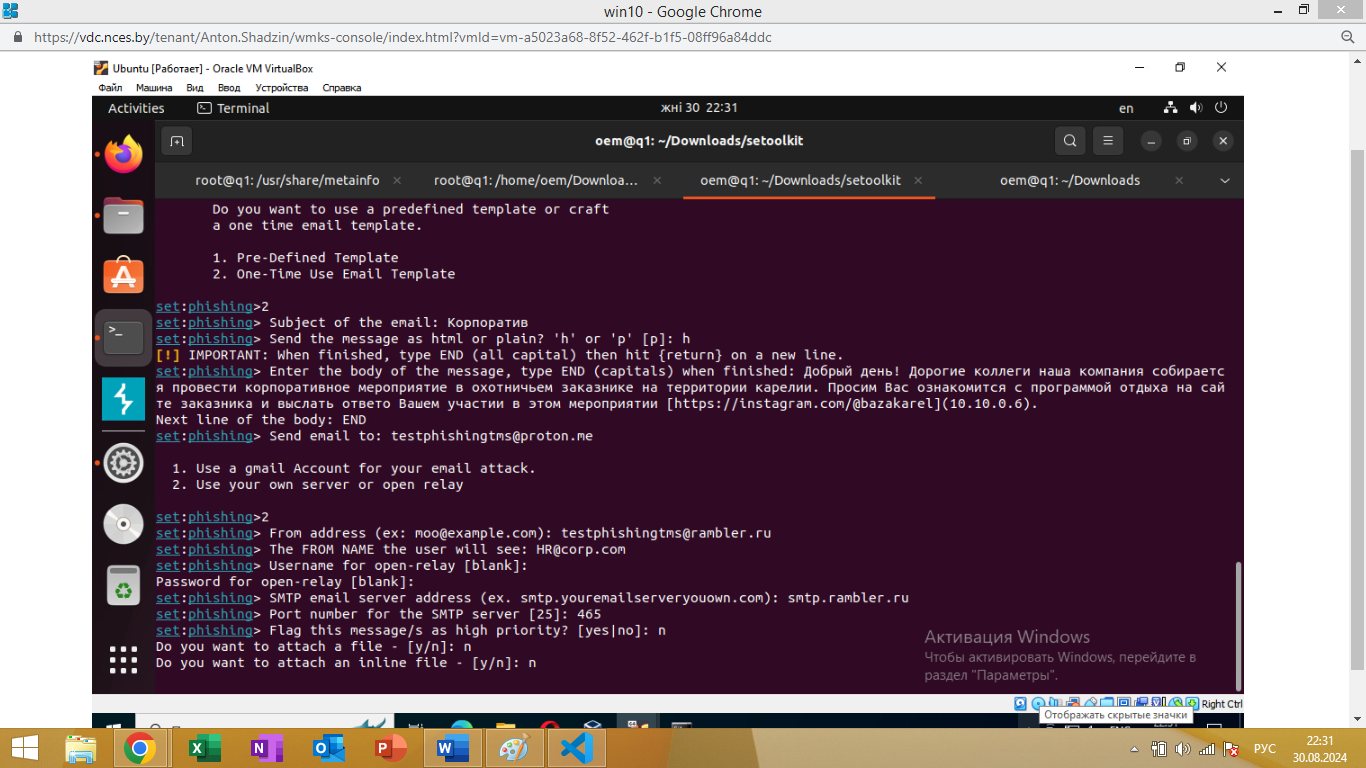 win10 - Google Chrome
https://vdc.nces.by/tenant/Anton.Shadzin/wmks-console/index.html?vmId=vm-a5023a68-8f52-462f-b1f5-08ff96a84ddc
Ubuntu [Работает] - Oracle VM VirtualBox
Файл Машина Вид Ввод Устройства Справка
Activities Terminal жні 30 22:31 en
oem@q1: ~/Downloads/setoolkit
root@q1: /usr/share/metainfo root@q1: /home/oem/Downloa... oem@q1: ~/Downloads/setoolkit oem@q1: ~/Downloads
Do you want to use a predefined template or craft
a one time email template.
1. Pre-Defined Template
2. One-Time Use Email Template
set:phishing>2
set:phishing> Subject of the email: Корпоратив
set:phishing> Send the message as html or plain? 'h' or 'p' [p]: h
[!] IMPORTANT: When finished, type END (all capital) then hit {return} on a new line.
set:phishing> Enter the body of the message, type END (capitals) when finished: Добрый день! Дорогие коллеги наша компания собираетс
я провести корпоративное мероприятие в охотничьем заказнике на территории карелии. Просим Вас ознакомится с программой отдыха на сай
те заказника и выслать ответо Вашем участии в этом мероприятии [https://instagram.com/@bazakarel](10.10.0.6).
Next line of the body: END
set:phishing> Send email to: testphishingtms@proton.me
1. Use a gmail Account for your email attack.
2. Use your own server or open relay
set:phishing>2
set:phishing> From address (ex: moo@example.com): testphishingtms@rambler.ru
set:phishing> The FROM NAME the user will see: HR@corp.com
set:phishing> Username for open-relay [blank]:
Password for open-relay [blank]:
set:phishing> SMTP email server address (ex. smtp.youremailserveryouown.com): smtp.rambler.ru
set:phishing> Port number for the SMTP server [25]: 465
set:phishing> Flag this message/s as high priority? [yes|no]: n
Do you want to attach a file - [y/n]: n
Do you want to attach an inline file - [y/n]: n
Активация Windows
Чтобы активировать Windows, перейдите в
раздел "Параметры".
Right Ctrl
Отображать скрытые значки
РУС
22:31
30.08.2024